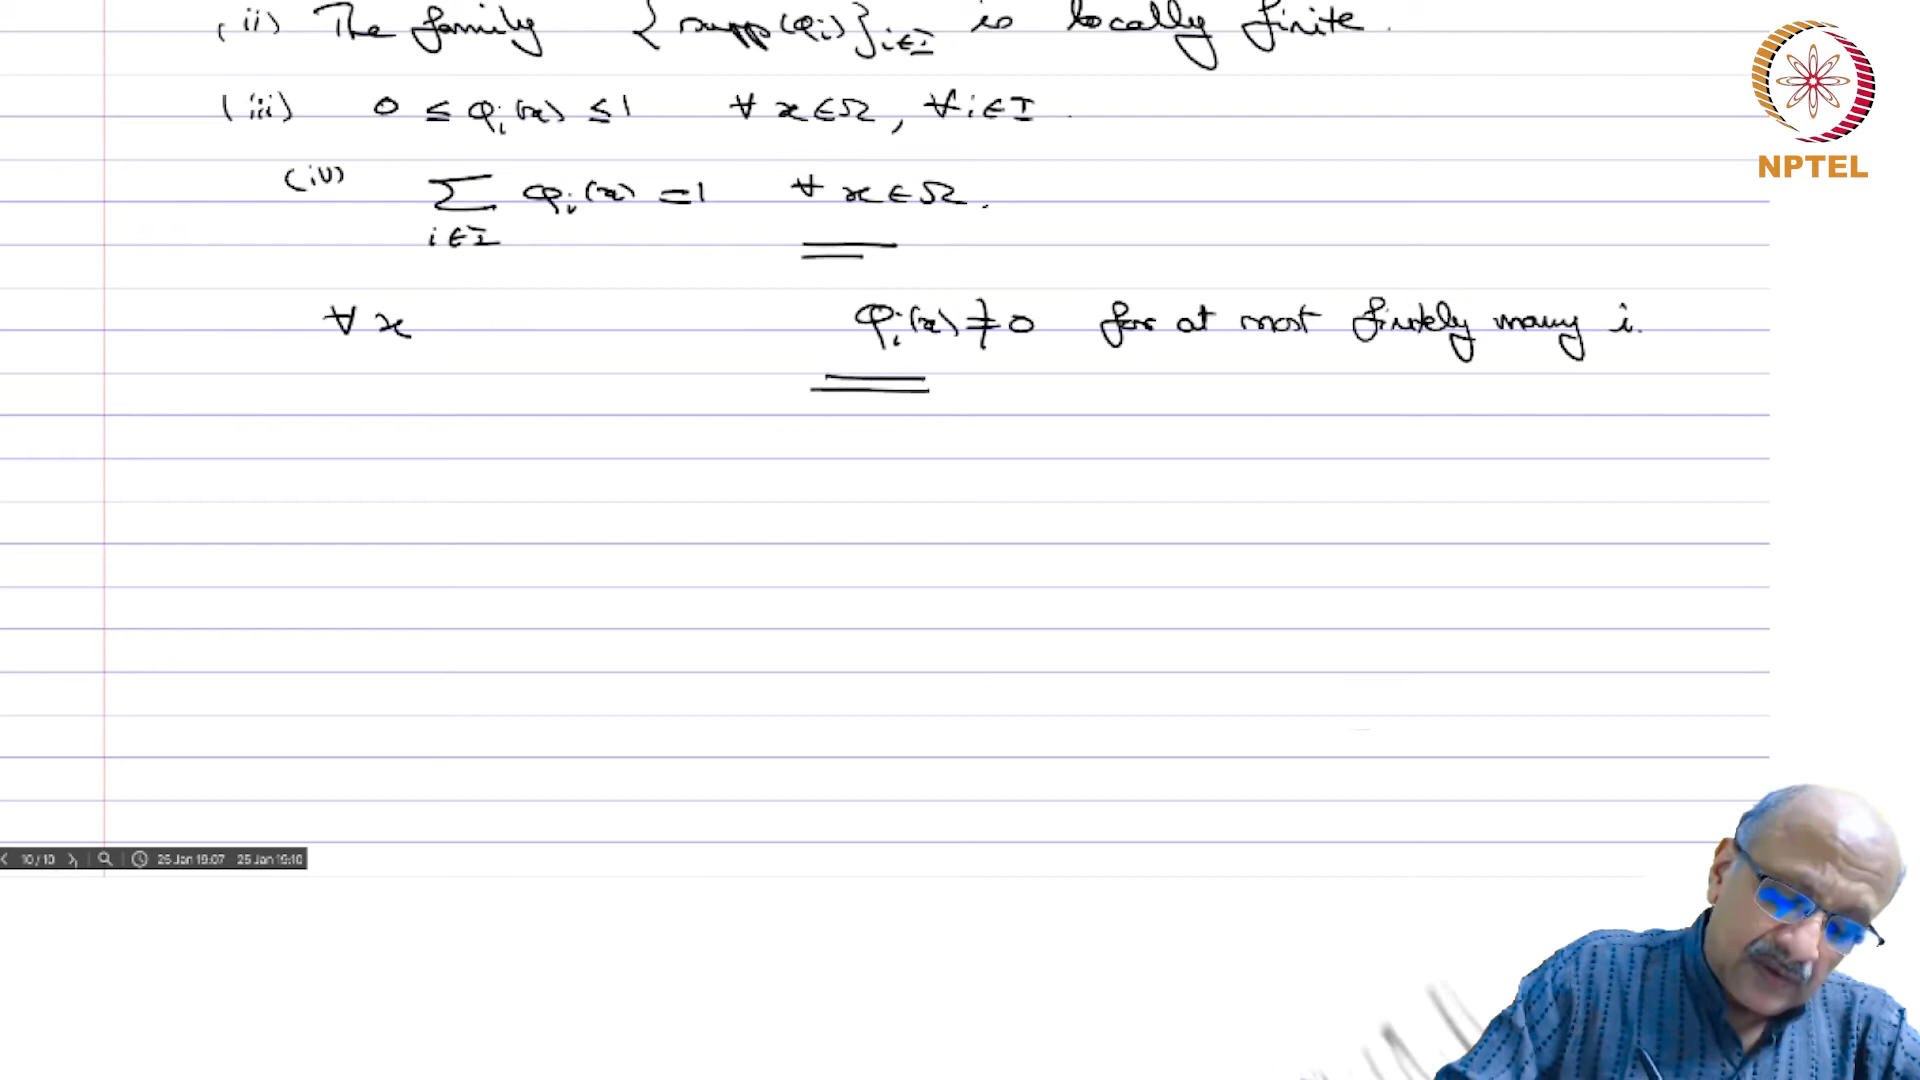 (ii) The family { supp(φᵢ)}ᵢ∈I is locally finite.
NPTEL
(iii) 0 ≤ φᵢ(x) ≤ 1 ∀ x∈Ω, ∀ i∈I.
(iv) ∑ φᵢ(x) = 1 ∀ x∈Ω.
i∈I
∀ x φᵢ(x) ≠ 0 for at most finitely many i.
10/10 25 Jan 19:07 25 Jan 19:10